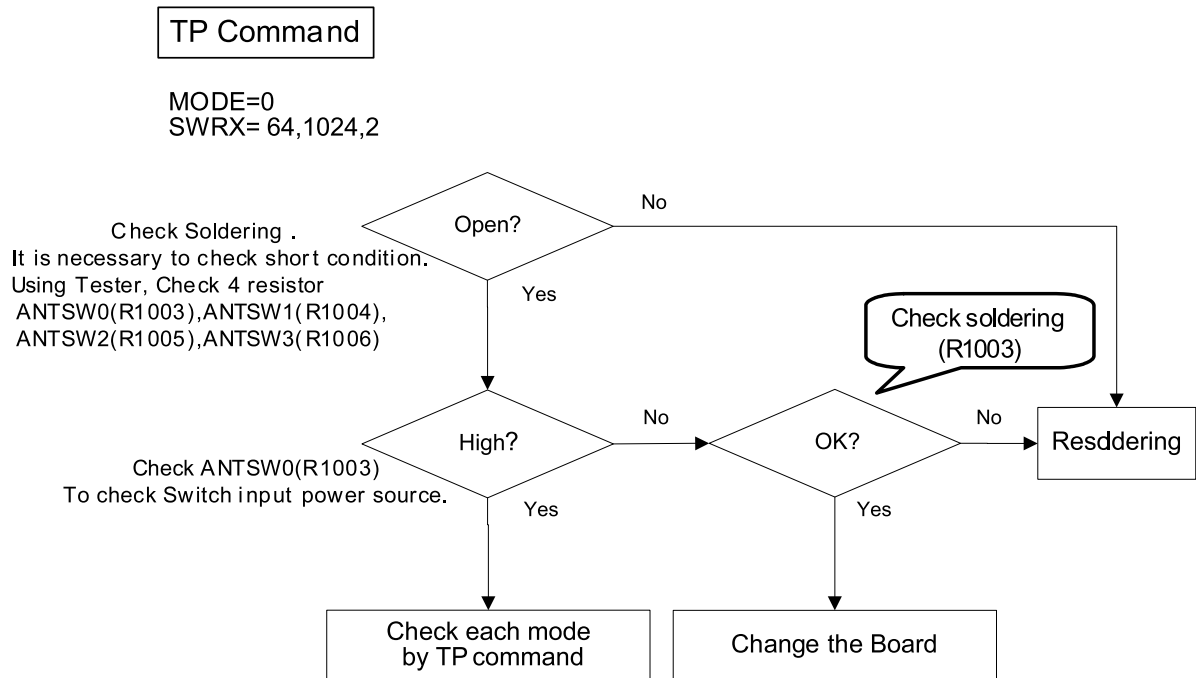 TP Command
MODE=0
SWRX= 64,1024,2
Check Soldering .
It is necessary to check short condition.
Using Tester, Check 4 resistor
ANTSW0(R1003),ANTSW1(R1004),
ANTSW2(R1005),ANTSW3(R1006)
Open?
No
Yes
Check soldering
(R1003)
Check ANTSW0(R1003)
To check Switch input power source.
High?
No
OK?
No
Resddering
Yes
Yes
Check each mode
by TP command
Change the Board